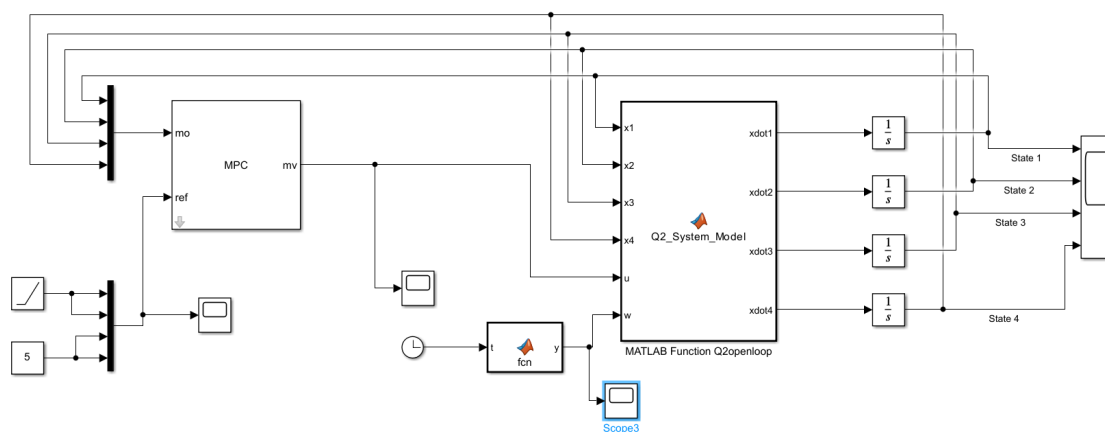 mo
MPC
mv
ref
x1
x2
x3
x4
u
w
Q2_System_Model
xdot1
xdot2
xdot3
xdot4
MATLAB Function Q2openloop
1
s
1
s
1
s
1
s
State 1
State 2
State 3
State 4
5
t
fcn
y
Scope3